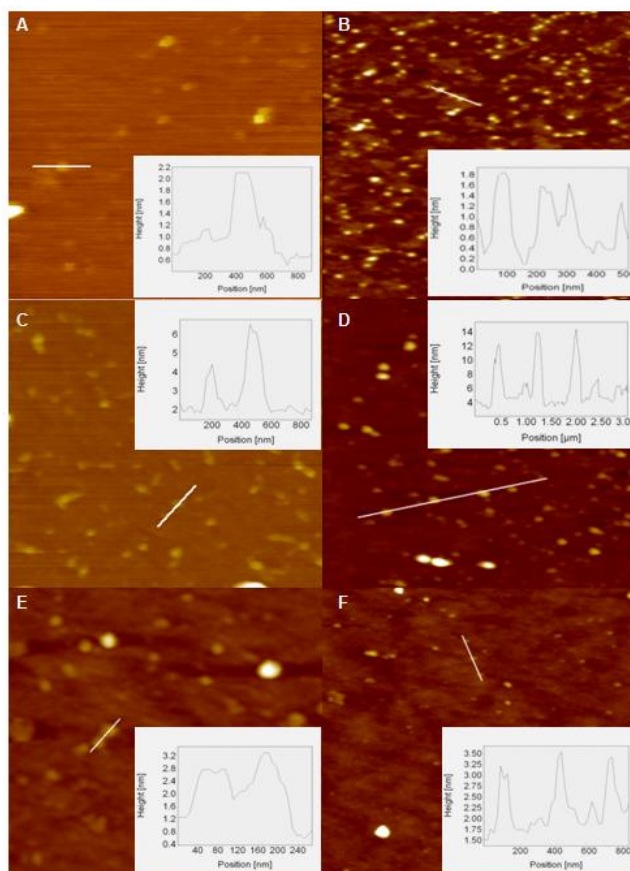 A
2.2
2.0
1.8
1.6
1.4
1.2
1.0
0.8
0.6
Height [nm]
200 400 600 800
Position [nm]
B
1.8
1.6
1.4
1.2
1.0
0.8
0.6
0.4
0.2
0.0
Height [nm]
100 200 300 400 500
Position [nm]
C
6
5
4
3
2
Height [nm]
200 400 600 800
Position [nm]
D
14
12
10
8
6
4
Height [nm]
0.5 1.00 1.50 2.00 2.5 3.0
Position [µm]
E
3.2
2.8
2.4
2.0
1.6
1.2
0.8
0.4
Height [nm]
40 80 120 160 200 240
Position [nm]
F
3.50
3.25
3.00
2.75
2.50
2.25
2.00
1.75
1.50
Height [nm]
200 400 600 800
Position [nm]